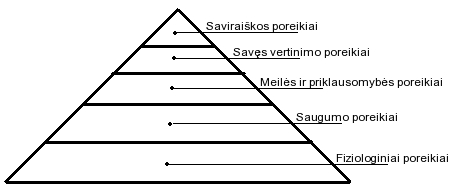 Saviraiškos poreikiai
Savęs vertinimo poreikiai
Meilės ir priklausomybės poreikiai
Saugumo poreikiai
Fiziologiniai poreikiai